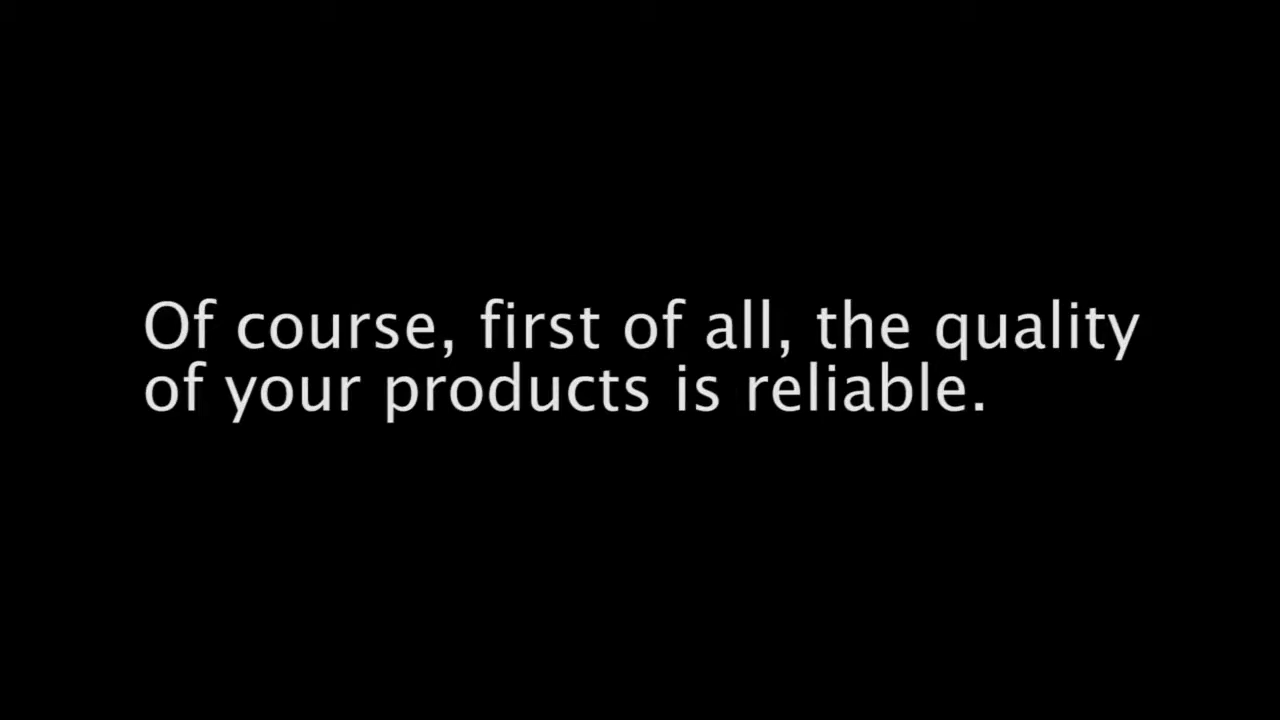 Of course, first of all, the quality
of your products is reliable.